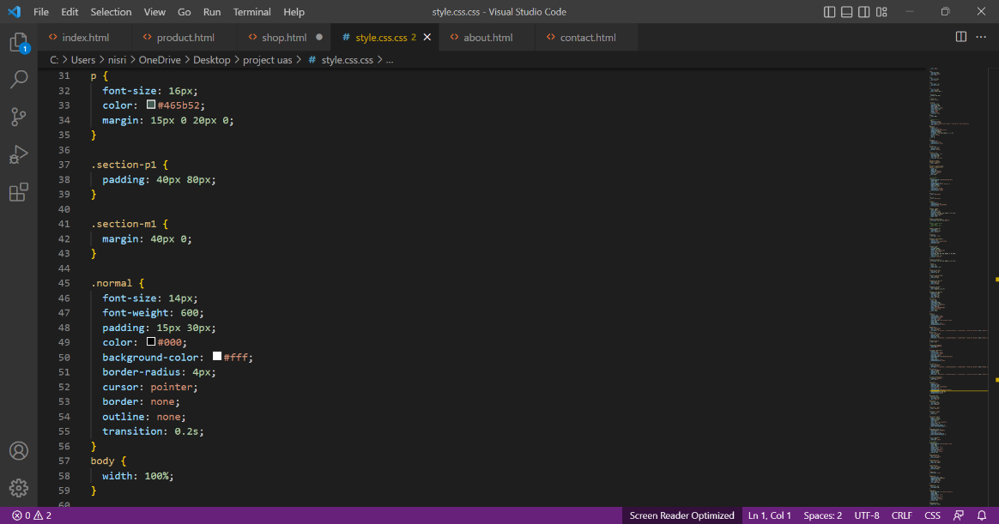 File Edit Selection View Go Run Terminal Help style.css.css - Visual Studio Code
<> index.html <> product.html <> shop.html ● # style.css.css 2 × <> about.html <> contact.html ...
1
C: > Users > nisri > OneDrive > Desktop > project uas > # style.css.css > ...
31 p {
32 font-size: 16px;
33 color: #465b52;
34 margin: 15px 0 20px 0;
35 }
36
37 .section-p1 {
38 padding: 40px 80px;
39 }
40
41 .section-m1 {
42 margin: 40px 0;
43 }
44
45 .normal {
46 font-size: 14px;
47 font-weight: 600;
48 padding: 15px 30px;
49 color: #000;
50 background-color: #fff;
51 border-radius: 4px;
52 cursor: pointer;
53 border: none;
54 outline: none;
55 transition: 0.2s;
56 }
57 body {
58 width: 100%;
59 }
60
0 2 Screen Reader Optimized Ln 1, Col 1 Spaces: 2 UTF-8 CRLF CSS